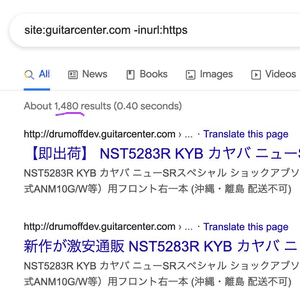 site:guitarcenter.com -inurl:https
All News Books Images Videos
About 1,480 results (0.40 seconds)
http://drumoffdev.guitarcenter.com › ... · Translate this page
【即出荷】 NST5283R KYB カヤバ ニューS
NST5283R KYB カヤバ ニューSRスペシャル ショックアブソ
式ANM10G/W等）用フロント右一本 (沖縄・離島 配送不可)
http://drumoffdev.guitarcenter.com › ... · Translate this page
新作が激安通販 NST5283R KYB カヤバ ニ
NST5283R KYB カヤバ ニューSRスペシャル ショックアブソ
式ANM10G/W等）用フロント右一本 (沖縄・離島 配送不可)